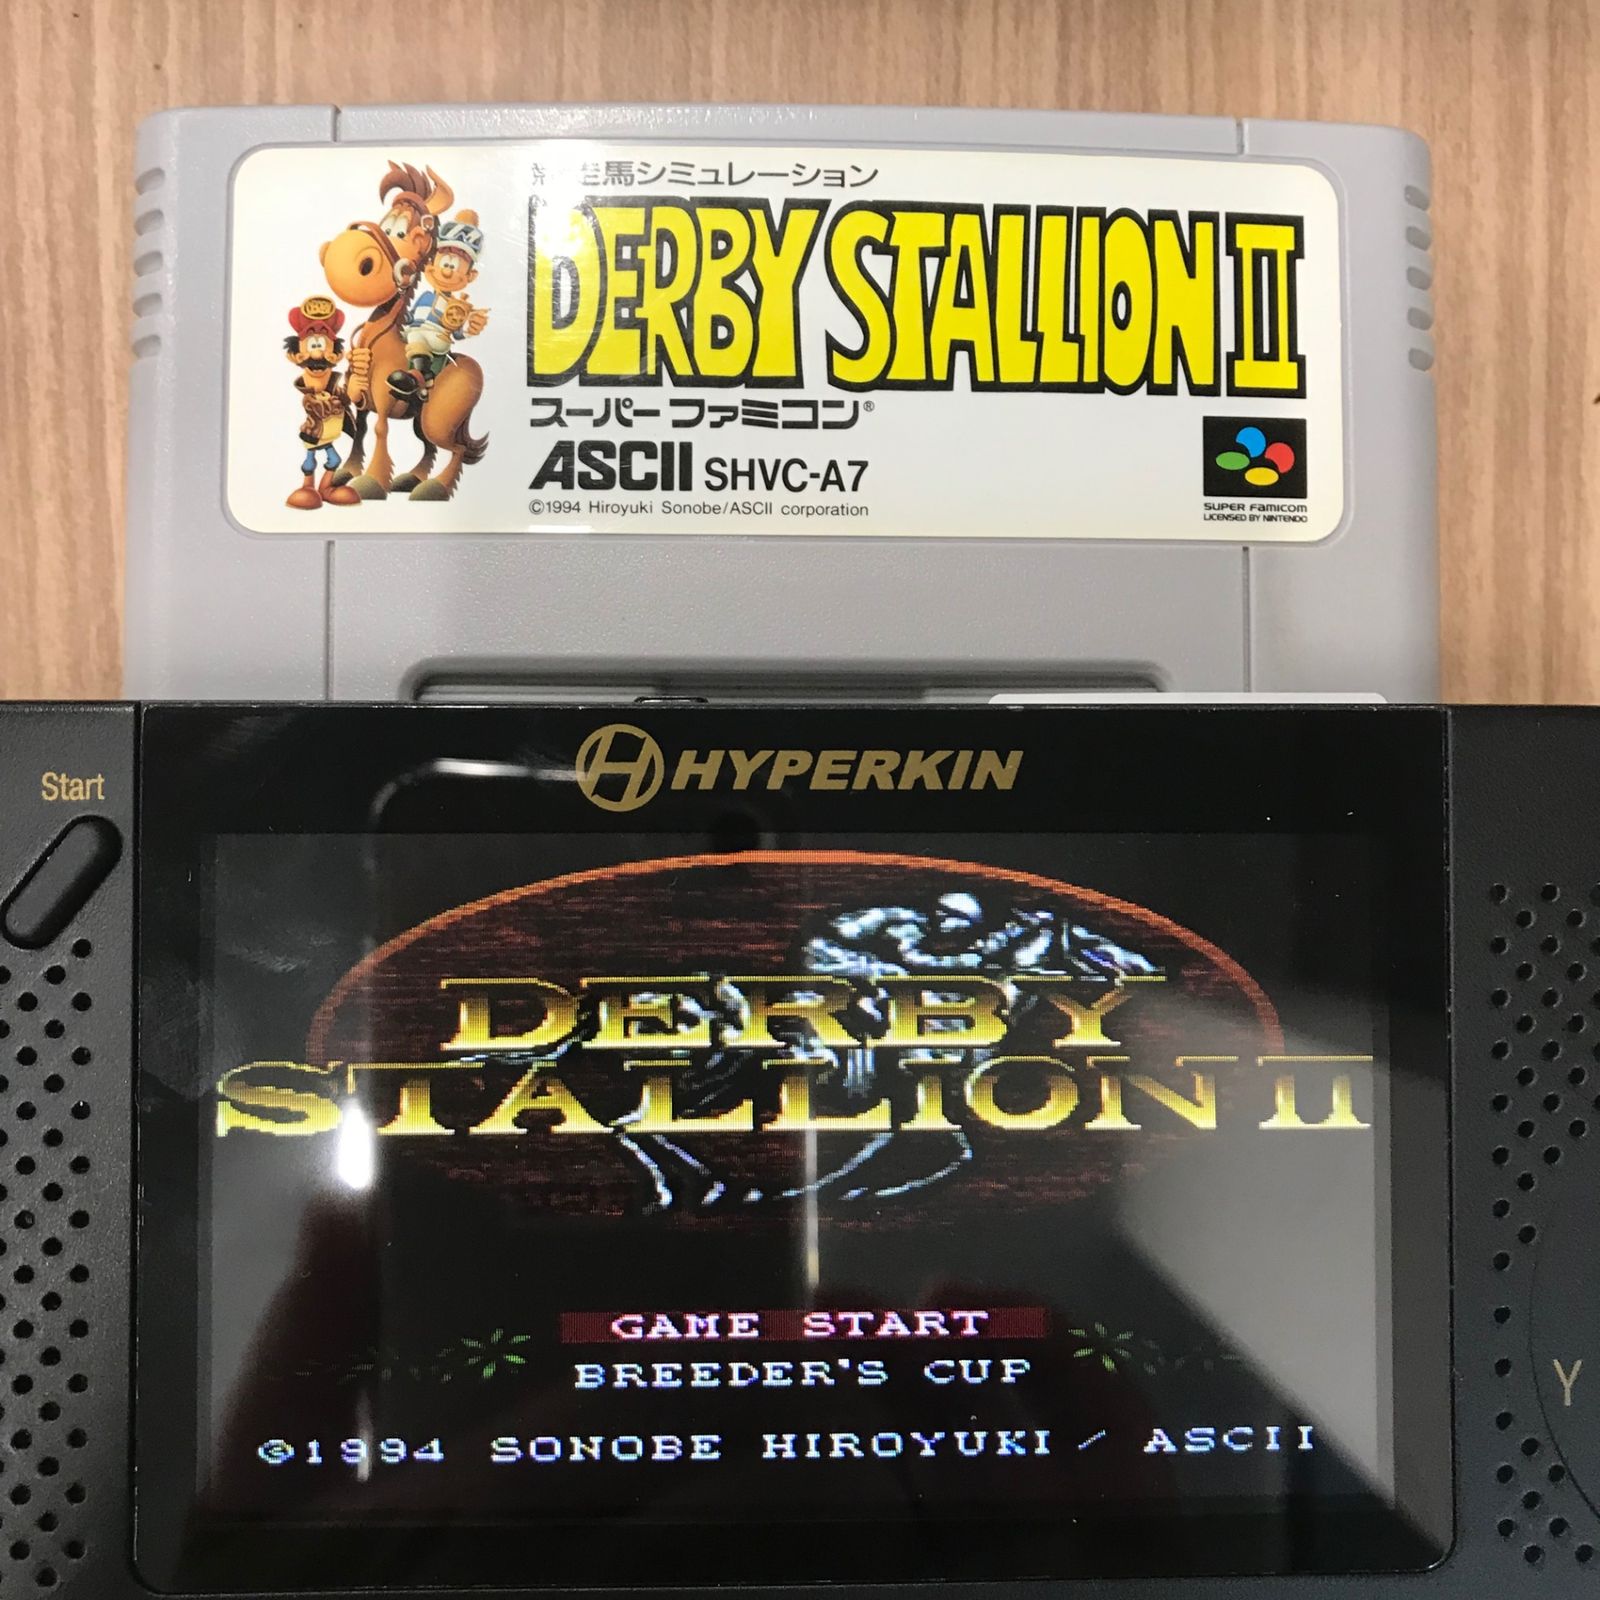 走馬シミュレーション
DERBY STALLION II
スーパーファミコン®
ASCII SHVC-A7
©1994 Hiroyuki Sonobe/ASCII corporation
SUPER FAMICOM
LICENSED BY NINTENDO
DERBY
H HYPERKIN
Start
DERBY
STALLION II
GAME START
BREEDER'S CUP
©1994 SONOBE HIROYUKI / ASCII
Y